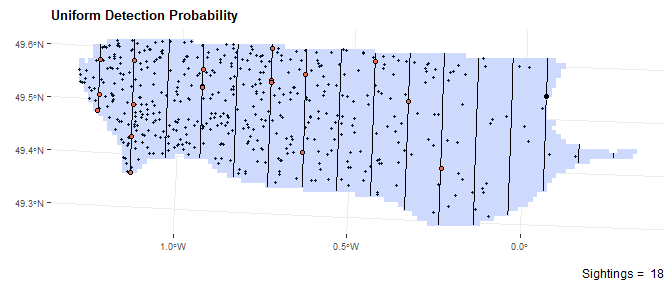 Uniform Detection Probability
49.6°N
49.5°N
49.4°N
49.3°N
1.0°W
0.5°W
0.0°
Sightings = 18